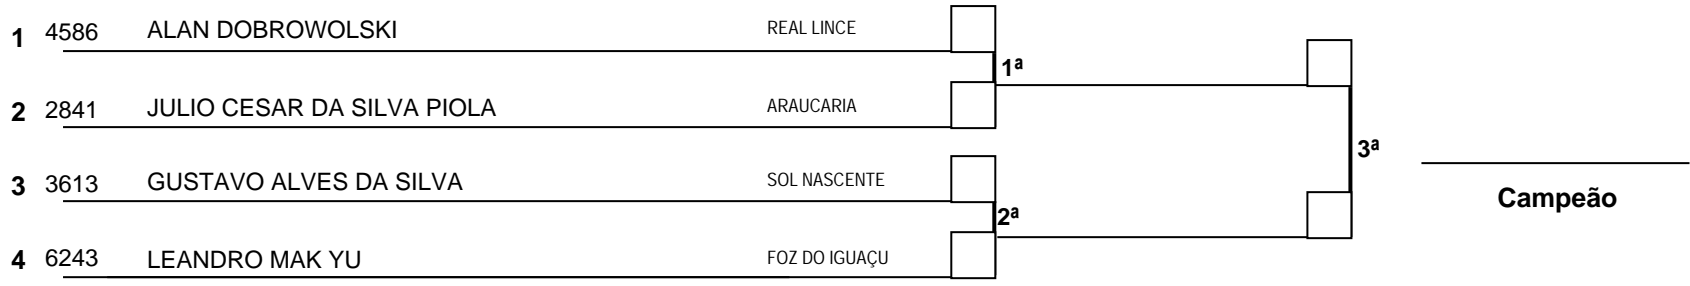 1 4586 ALAN DOBROWOLSKI REAL LINCE
1ª
2 2841 JULIO CESAR DA SILVA PIOLA ARAUCARIA
3ª
3 3613 GUSTAVO ALVES DA SILVA SOL NASCENTE
Campeão
2ª
4 6243 LEANDRO MAK YU FOZ DO IGUAÇU